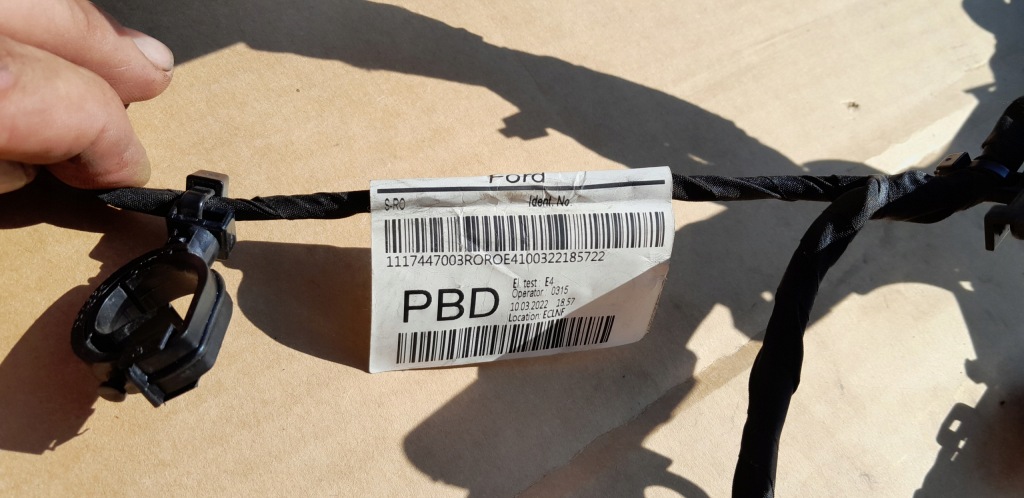 Ford
S-RO Ident. No
1117447003ROROE4100322185722
PBD
El. test : E4
Operator 0315
10.03.2022 18:57
Location ECLNF